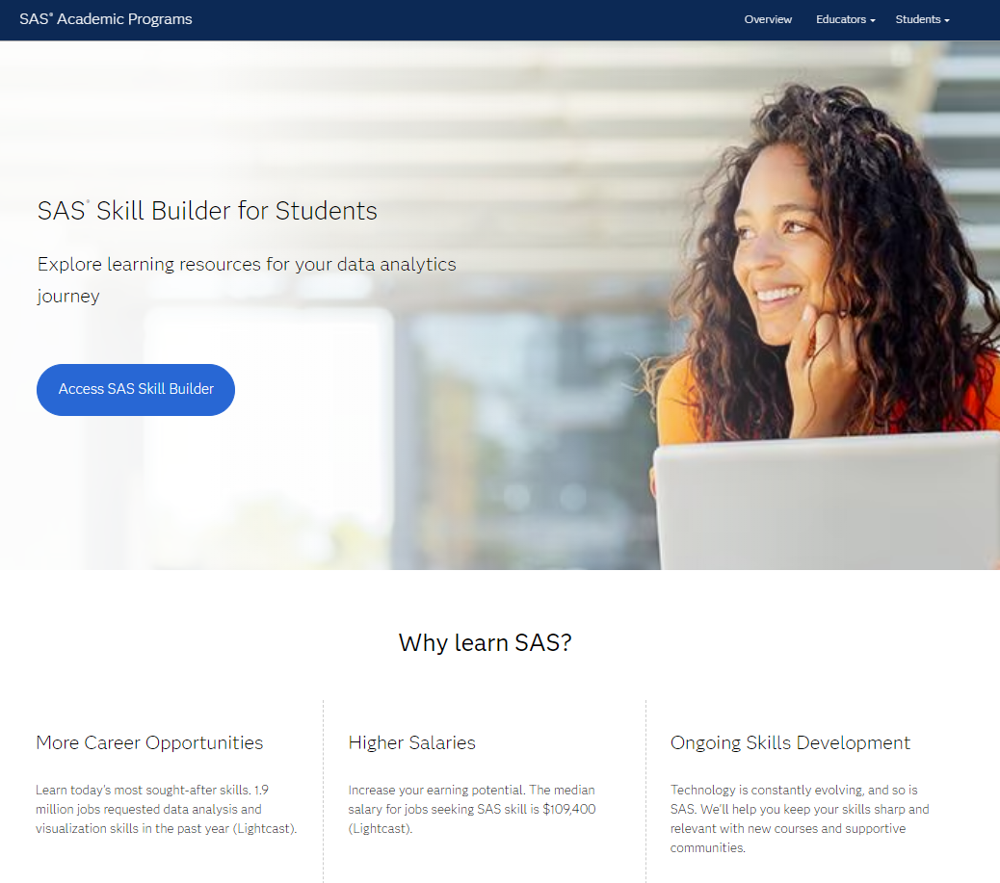 SAS® Academic Programs
Overview
Educators
Students
SAS® Skill Builder for Students
Explore learning resources for your data analytics
journey
Access SAS Skill Builder
Why learn SAS?
More Career Opportunities
Learn today's most sought-after skills. 1.9
million jobs requested data analysis and
visualization skills in the past year (Lightcast).
Higher Salaries
Increase your earning potential. The median
salary for jobs seeking SAS skill is $109,400
(Lightcast).
Ongoing Skills Development
Technology is constantly evolving, and so is
SAS. We'll help you keep your skills sharp and
relevant with new courses and supportive
communities.